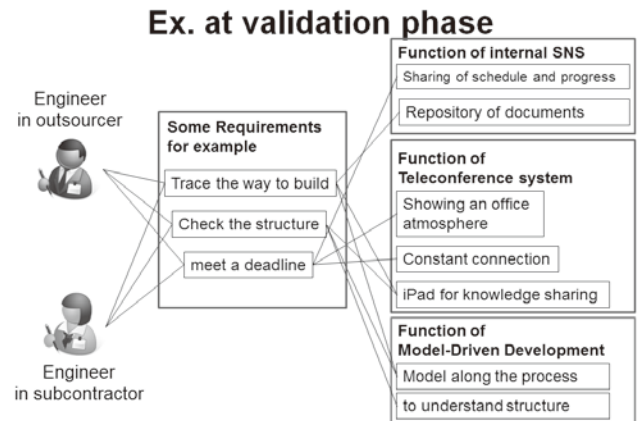 Ex. at validation phase
Engineer
in outsourcer
Engineer
in subcontractor
Some Requirements
for example
Trace the way to build
Check the structure
meet a deadline
Function of internal SNS
Sharing of schedule and progress
Repository of documents
Function of
Teleconference system
Showing an office
atmosphere
Constant connection
iPad for knowledge sharing
Function of
Model-Driven Development
Model along the process
to understand structure